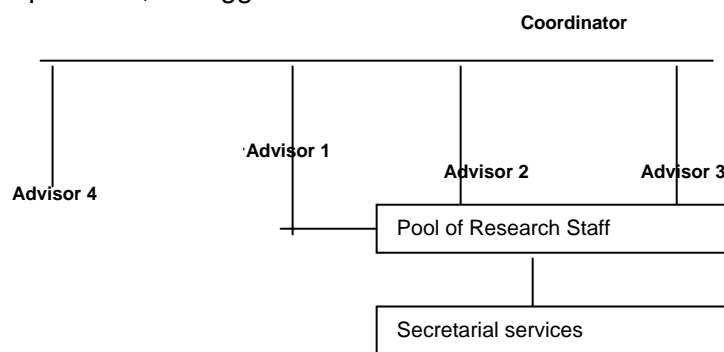 Coordinator
Advisor 1
Advisor 2
Advisor 3
Advisor 4
Pool of Research Staff
Secretarial services